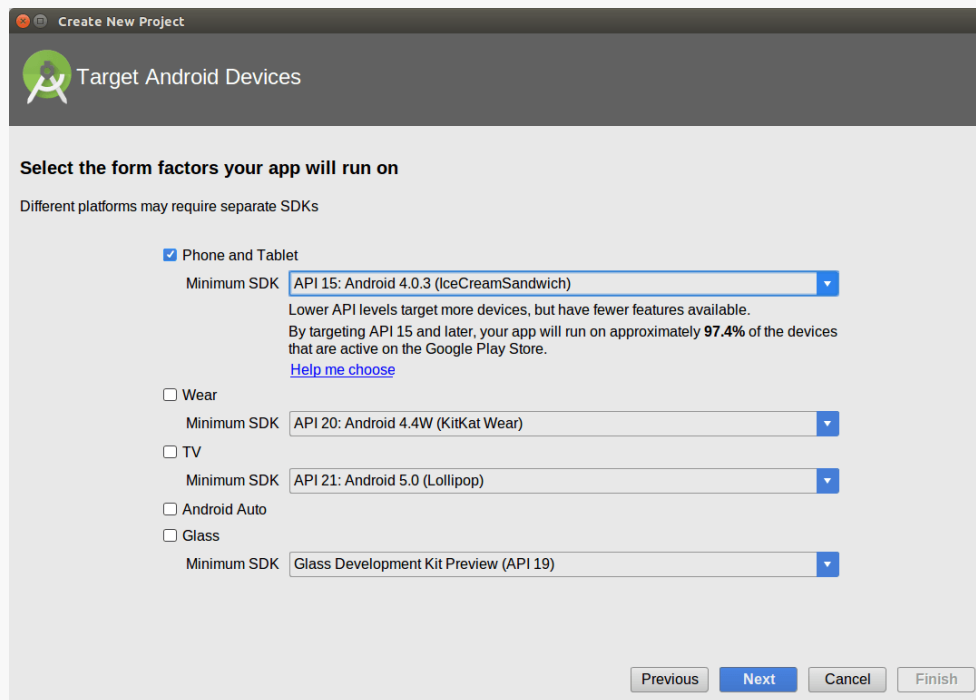 Create New Project
Target Android Devices
Select the form factors your app will run on
Different platforms may require separate SDKs
Phone and Tablet
Minimum SDK API 15: Android 4.0.3 (IceCreamSandwich)
Lower API levels target more devices, but have fewer features available.
By targeting API 15 and later, your app will run on approximately 97.4% of the devices
that are active on the Google Play Store.
Help me choose
Wear
Minimum SDK API 20: Android 4.4W (KitKat Wear)
TV
Minimum SDK API 21: Android 5.0 (Lollipop)
Android Auto
Glass
Minimum SDK Glass Development Kit Preview (API 19)
Previous Next Cancel Finish